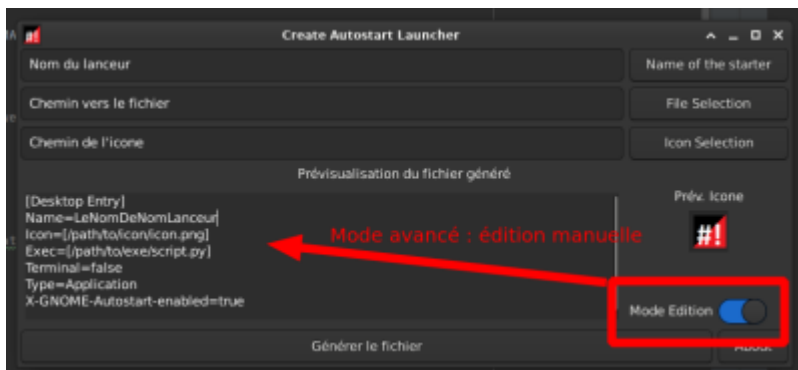 #! Create Autostart Launcher
Nom du lanceur Name of the starter
Chemin vers le fichier File Selection
Chemin de l'icone Icon Selection
Prévisualisation du fichier généré
[Desktop Entry] Prév. Icone
Name=LeNomDeNomLanceur
Icon=[/path/to/icon/icon.png]
Mode avancé : édition manuelle
#!
Exec=[/path/to/exe/script.py]
Terminal=false
Type=Application
X-GNOME-Autostart-enabled=true
Mode Edition
Générer le fichier About